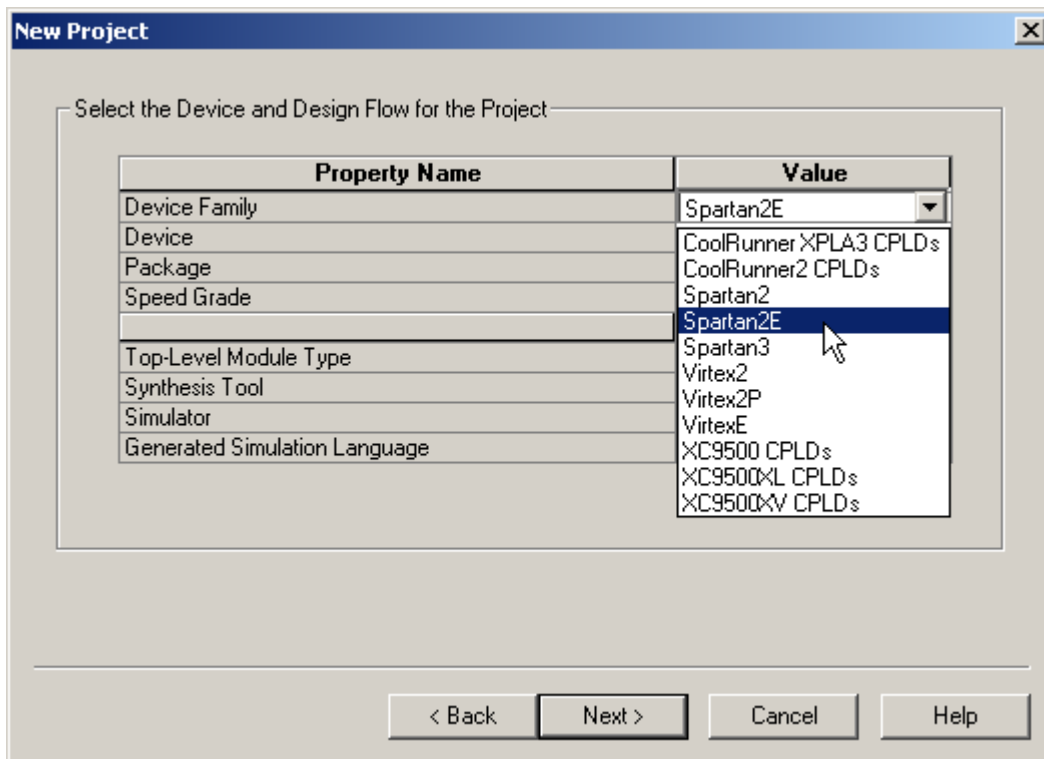 New Project
Select the Device and Design Flow for the Project
Property Name Value
Device Family Spartan2E
Device
Package
Speed Grade
Top-Level Module Type
Synthesis Tool
Simulator
Generated Simulation Language
CoolRunner XPLA3 CPLDs
CoolRunner2 CPLDs
Spartan2
Spartan2E
Spartan3
Virtex2
Virtex2P
VirtexE
XC9500 CPLDs
XC9500XL CPLDs
XC9500XV CPLDs
< Back Next > Cancel Help